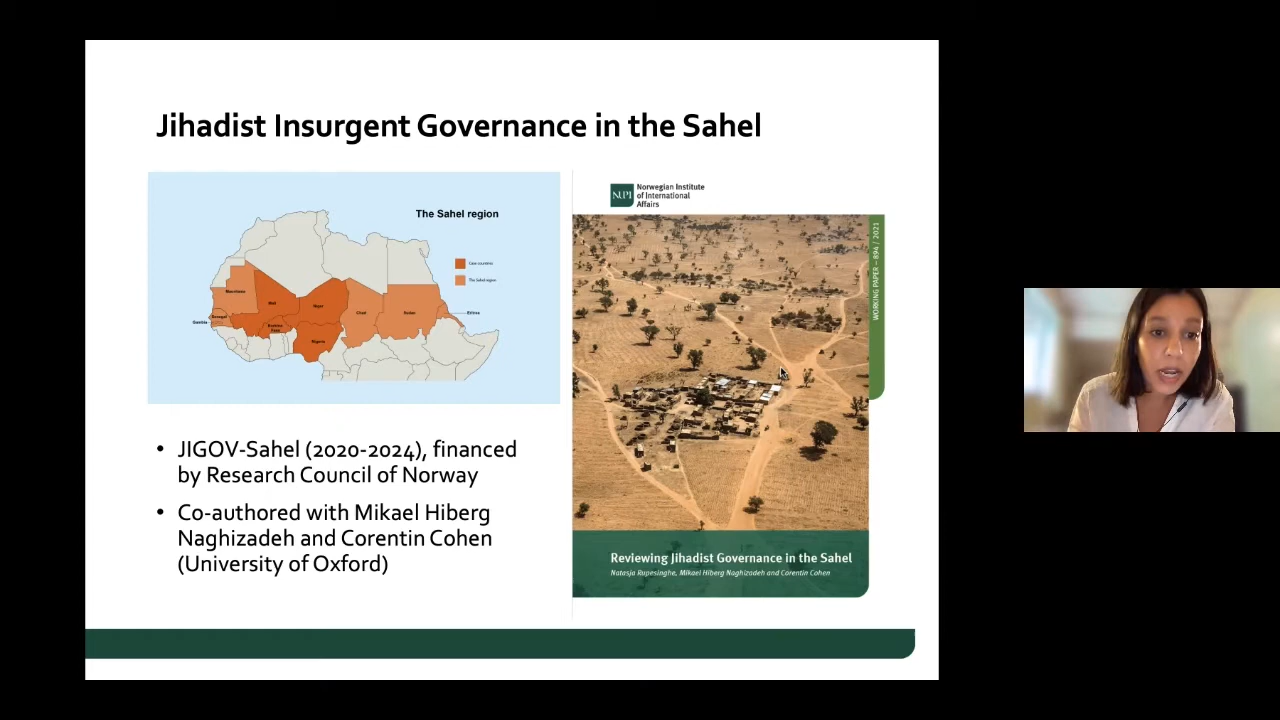 Jihadist Insurgent Governance in the Sahel
The Sahel region
Case countries
The Sahel region
Mauritania
Mali
Niger
Chad
Sudan
Eritrea
Senegal
Gambia
Burkina
Faso
Nigeria
NUPI
Norwegian Institute
of International
Affairs
WORKING PAPER – 894 / 2021
• JIGOV-Sahel (2020-2024), financed
by Research Council of Norway
• Co-authored with Mikael Hiberg
Naghizadeh and Corentin Cohen
(University of Oxford)
Reviewing Jihadist Governance in the Sahel
Natasja Rupesinghe, Mikael Hiberg Naghizadeh and Corentin Cohen